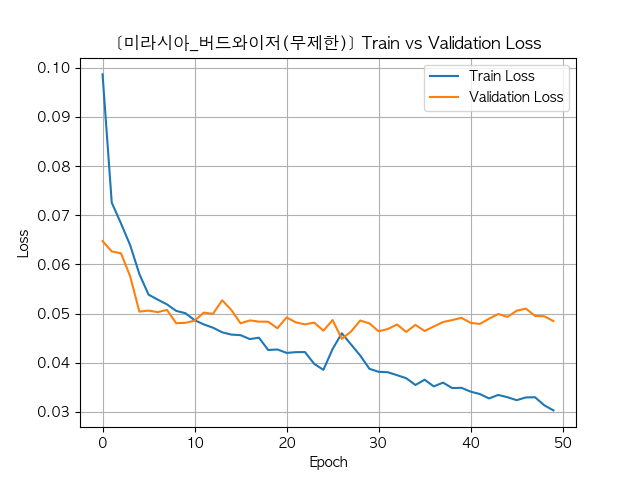 [미라시아_버드와이저(무제한)] Train vs Validation Loss
Train Loss
Validation Loss
0.10
0.09
0.08
0.07
0.06
0.05
0.04
0.03
Loss
0 10 20 30 40 50
Epoch